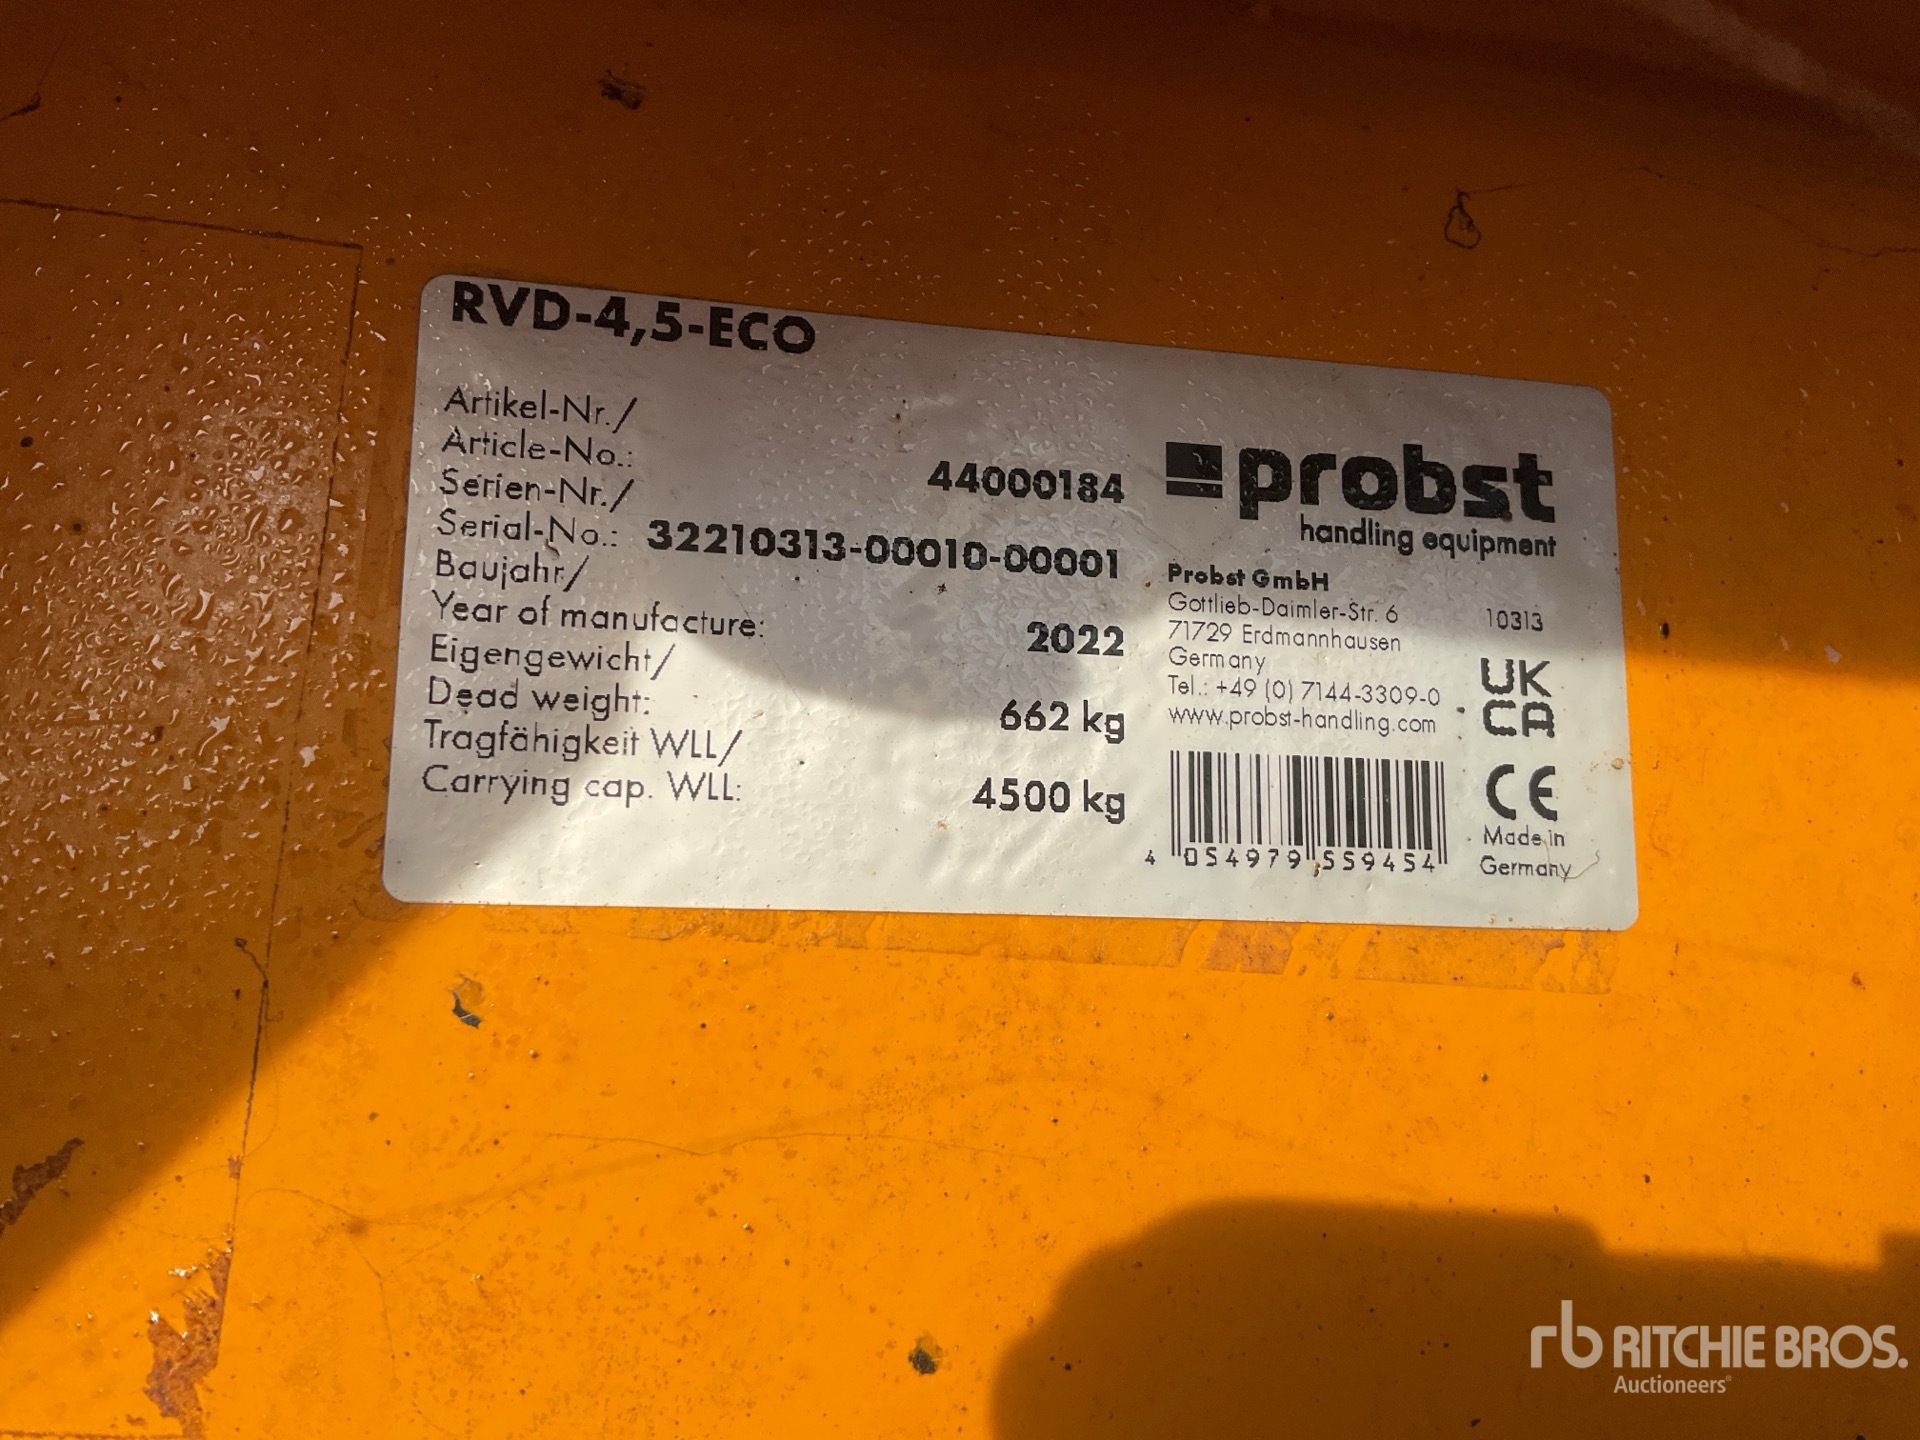 RVD-4,5-ECO
Artikel-Nr./
Article-No.: 44000184
Serien-Nr./
Serial-No.: 32210313-00010-00001
Baujahr/
Year of manufacture: 2022
Eigengewicht/
Dead weight: 662 kg
Tragfähigkeit WLL/
Carrying cap. WLL: 4500 kg
probst
handling equipment
Probst GmbH
Gottlieb-Daimler-Str. 6
71729 Erdmannhausen
Germany
Tel.: +49 (0) 7144-3309-0
www.probst-handling.com
10313
UK
CA
CE
Made in
Germany
4 054979 559454
rb RITCHIE BROS.
Auctioneers®